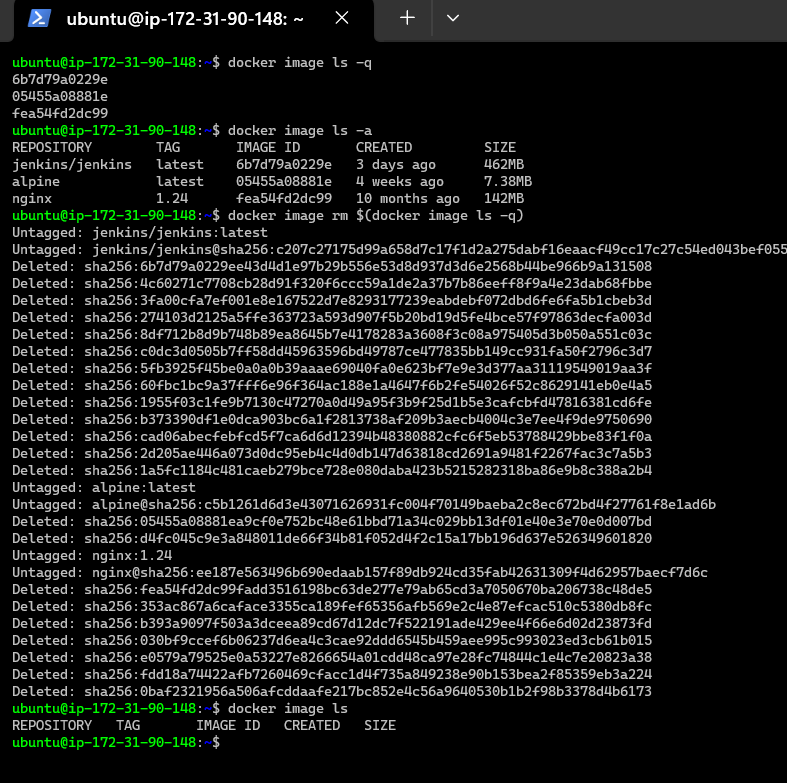 ubuntu@ip-172-31-90-148: ~
ubuntu@ip-172-31-90-148:~$ docker image ls -q
6b7d79a0229e
05455a08881e
fea54fd2dc99
ubuntu@ip-172-31-90-148:~$ docker image ls -a
REPOSITORY        TAG       IMAGE ID       CREATED         SIZE
jenkins/jenkins   latest    6b7d79a0229e   3 days ago      462MB
alpine            latest    05455a08881e   4 weeks ago     7.38MB
nginx             1.24      fea54fd2dc99   10 months ago   142MB
ubuntu@ip-172-31-90-148:~$ docker image rm $(docker image ls -q)
Untagged: jenkins/jenkins:latest
Untagged: jenkins/jenkins@sha256:c207c27175d99a658d7c17f1d2a275dabf16eaacf49cc17c27c54ed043bef055
Deleted: sha256:6b7d79a0229ee43d4d1e97b29b556e53d8d937d3d6e2568b44be966b9a131508
Deleted: sha256:4c60271c7708cb28d91f320f6ccc59a1de2a37b7b86eeff8f9a4e23dab68fbbe
Deleted: sha256:3fa00cfa7ef001e8e167522d7e8293177239eabdebf072dbd6fe6fa5b1cbeb3d
Deleted: sha256:274103d2125a5ffe363723a593d907f5b20bd19d5fe4bce57f97863decfa003d
Deleted: sha256:8df712b8d9b748b89ea8645b7e4178283a3608f3c08a975405d3b050a551c03c
Deleted: sha256:c0dc3d0505b7ff58dd45963596bd49787ce477835bb149cc931fa50f2796c3d7
Deleted: sha256:5fb3925f45be0a0a0b39aaae69040fa0e623bf7e9e3d377aa31119549019aa3f
Deleted: sha256:60fbc1bc9a37fff6e96f364ac188e1a4647f6b2fe54026f52c8629141eb0e4a5
Deleted: sha256:1955f03c1fe9b7130c47270a0d49a95f3b9f25d1b5e3cafcbfd47816381cd6fe
Deleted: sha256:b373390df1e0dca903bc6a1f2813738af209b3aecb4004c3e7ee4f9de9750690
Deleted: sha256:cad06abecfebfcd5f7ca6d6d12394b48380882cfc6f5eb53788429bbe83f1f0a
Deleted: sha256:2d205ae446a073d0dc95eb4c4d0db147d63818cd2691a9481f2267fac3c7a5b3
Deleted: sha256:1a5fc1184c481caeb279bce728e080daba423b5215282318ba86e9b8c388a2b4
Untagged: alpine:latest
Untagged: alpine@sha256:c5b1261d6d3e43071626931fc004f70149baeba2c8ec672bd4f27761f8e1ad6b
Deleted: sha256:05455a08881ea9cf0e752bc48e61bbd71a34c029bb13df01e40e3e70e0d007bd
Deleted: sha256:d4fc045c9e3a848011de66f34b81f052d4f2c15a17bb196d637e526349601820
Untagged: nginx:1.24
Untagged: nginx@sha256:ee187e563496b690edaab157f89db924cd35fab42631309f4d62957baecf7d6c
Deleted: sha256:fea54fd2dc99fadd3516198bc63de277e79ab65cd3a7050670ba206738c48de5
Deleted: sha256:353ac867a6caface3355ca189fef65356afb569e2c4e87efcac510c5380db8fc
Deleted: sha256:b393a9097f503a3dceea89cd67d12dc7f522191ade429ee4f66e6d02d23873fd
Deleted: sha256:030bf9ccef6b06237d6ea4c3cae92ddd6545b459aee995c993023ed3cb61b015
Deleted: sha256:e0579a79525e0a53227e8266654a01cdd48ca97e28fc74844c1e4c7e20823a38
Deleted: sha256:fdd18a74422afb7260469cfacc1d4f735a849238e90b153bea2f85359eb3a224
Deleted: sha256:0baf2321956a506afcddaafe217bc852e4c56a9640530b1b2f98b3378d4b6173
ubuntu@ip-172-31-90-148:~$ docker image ls
REPOSITORY   TAG       IMAGE ID   CREATED   SIZE
ubuntu@ip-172-31-90-148:~$